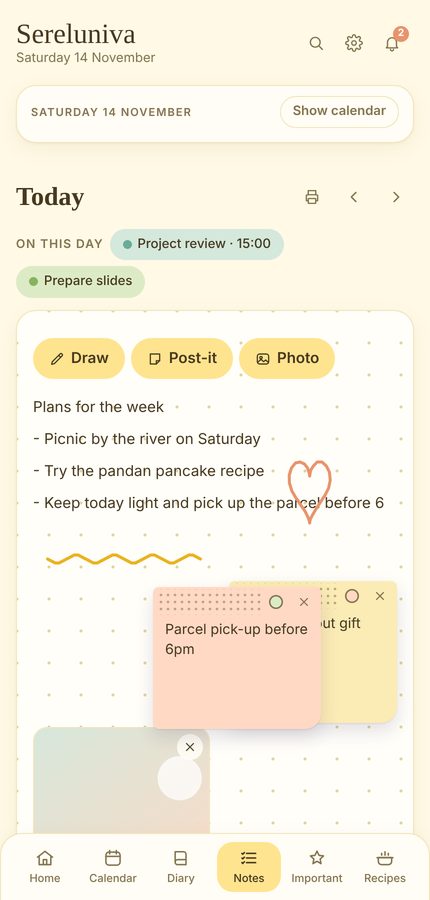 Sereluniva
Saturday 14 November
2
SATURDAY 14 NOVEMBER
Show calendar
Today
ON THIS DAY
Project review · 15:00
Prepare slides
Draw
Post-it
Photo
Plans for the week
- Picnic by the river on Saturday
- Try the pandan pancake recipe
- Keep today light and pick up the parcel before 6
Parcel pick-up before
6pm
gift
Home
Calendar
Diary
Notes
Important
Recipes